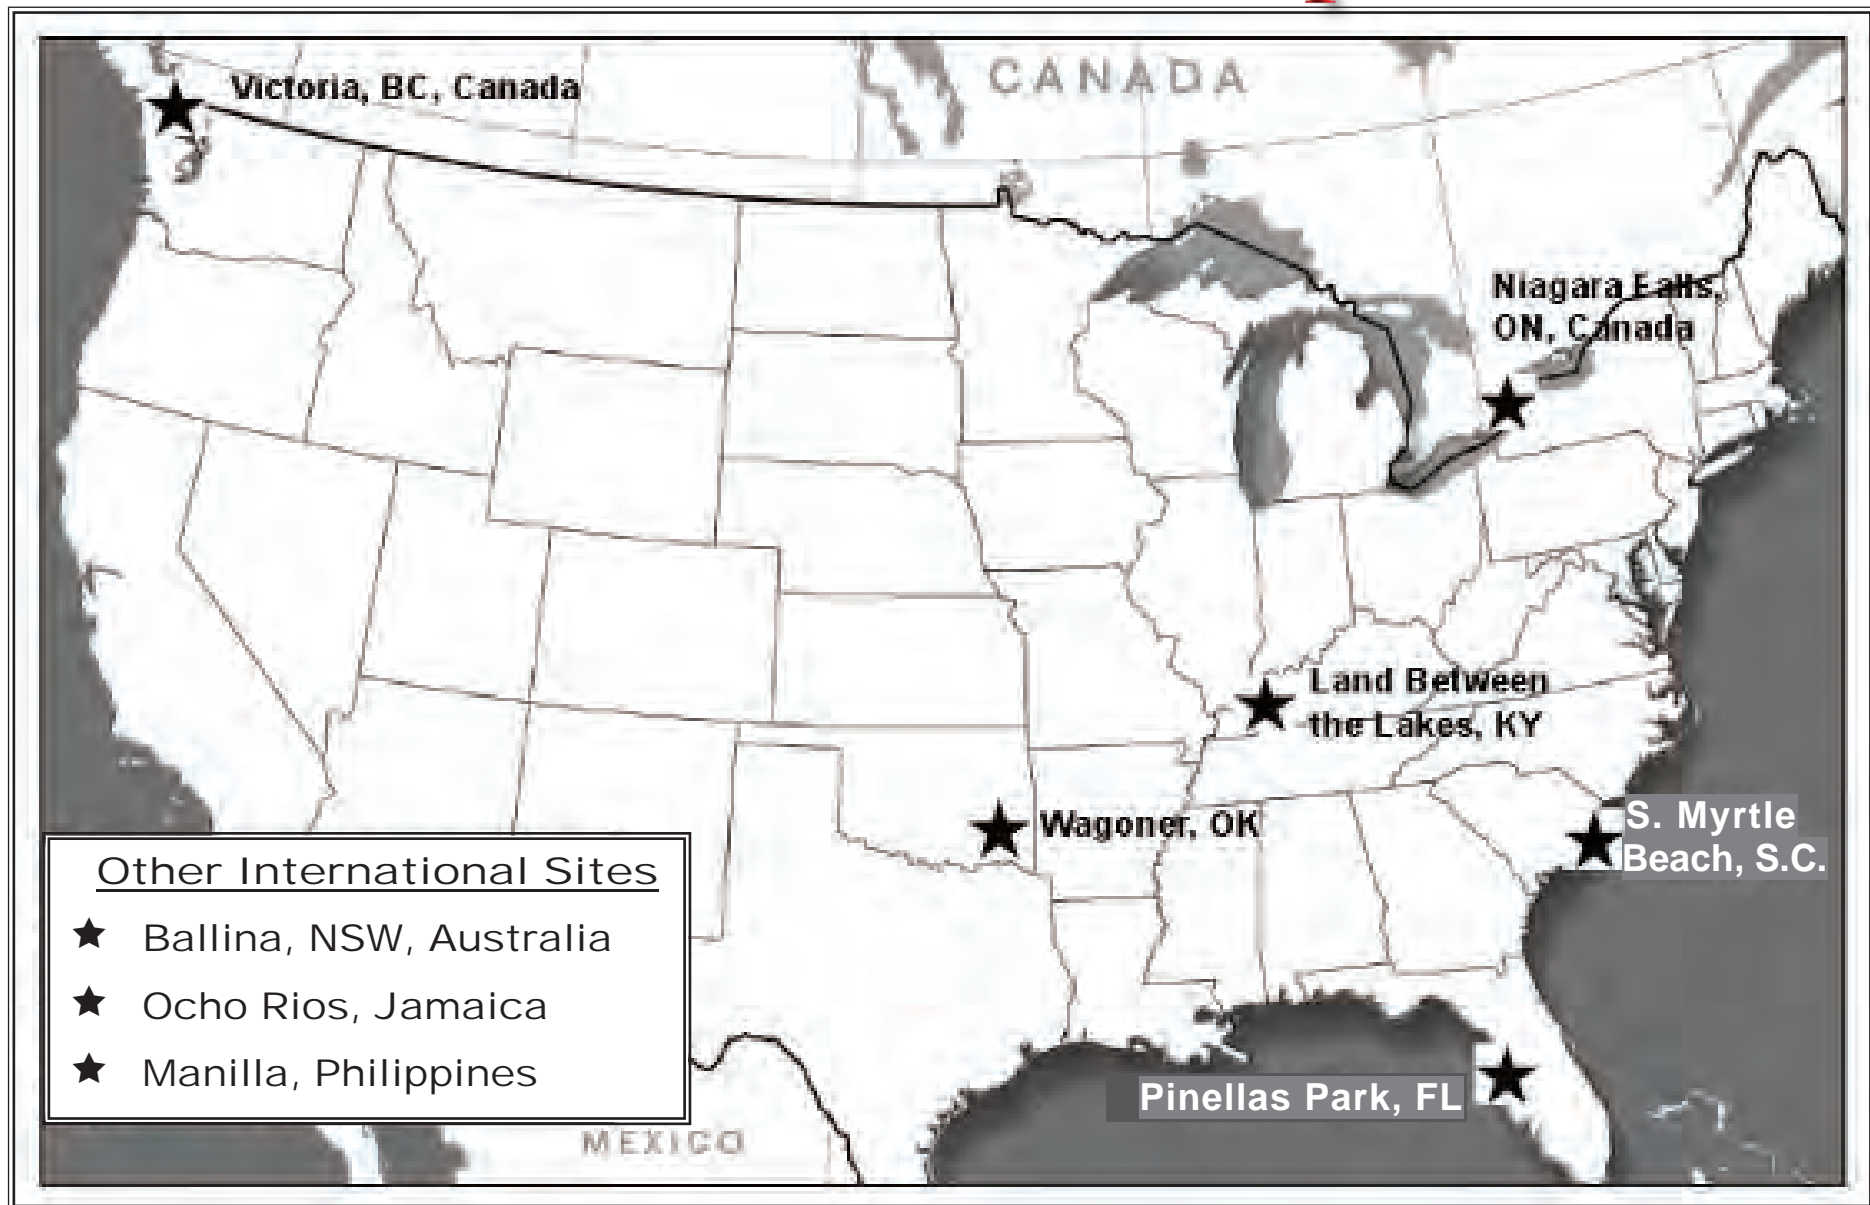 CANADA
Victoria, BC, Canada
Niagara Falls,
ON, Canada
Land Between
the Lakes, KY
Wagoner, OK
S. Myrtle
Beach, S.C.
Pinellas Park, FL
Other International Sites
Ballina, NSW, Australia
Ocho Rios, Jamaica
Manilla, Philippines
MEXICO